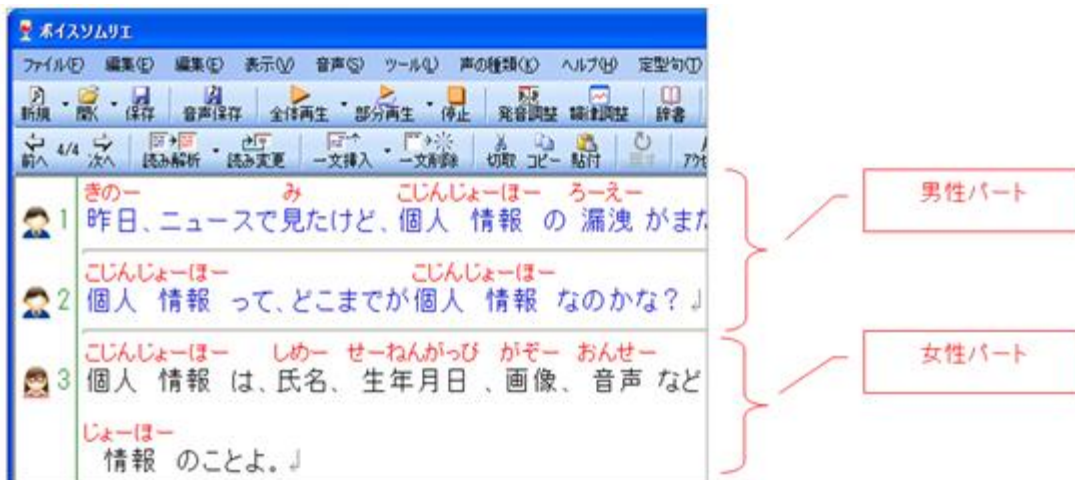 ボイスソムリエ
ファイル(F) 編集(E) 編集(E) 表示(V) 音声(S) ツール(L) 声の種類(K) ヘルプ(H) 定型句(T)
新規 開く 保存 音声保存 全体再生 部分再生 停止 発音調整 韻律調整 辞書
前へ 4/4 次へ 読み解析 読み変更 一文挿入 一文削除 切取 コピー 貼付
きのー み こじんじょーほー ろーえー
1 昨日、ニュースで見たけど、個人 情報 の 漏洩 がまた
男性パート
こじんじょーほー こじんじょーほー
2 個人 情報 って、どこまでが個人 情報 なのかな?↲
こじんじょーほー しめー せーねんがっぴ がぞー おんせー
3 個人 情報 は、氏名、 生年月日 、画像、 音声 など
女性パート
じょーほー
情報 のことよ。↲